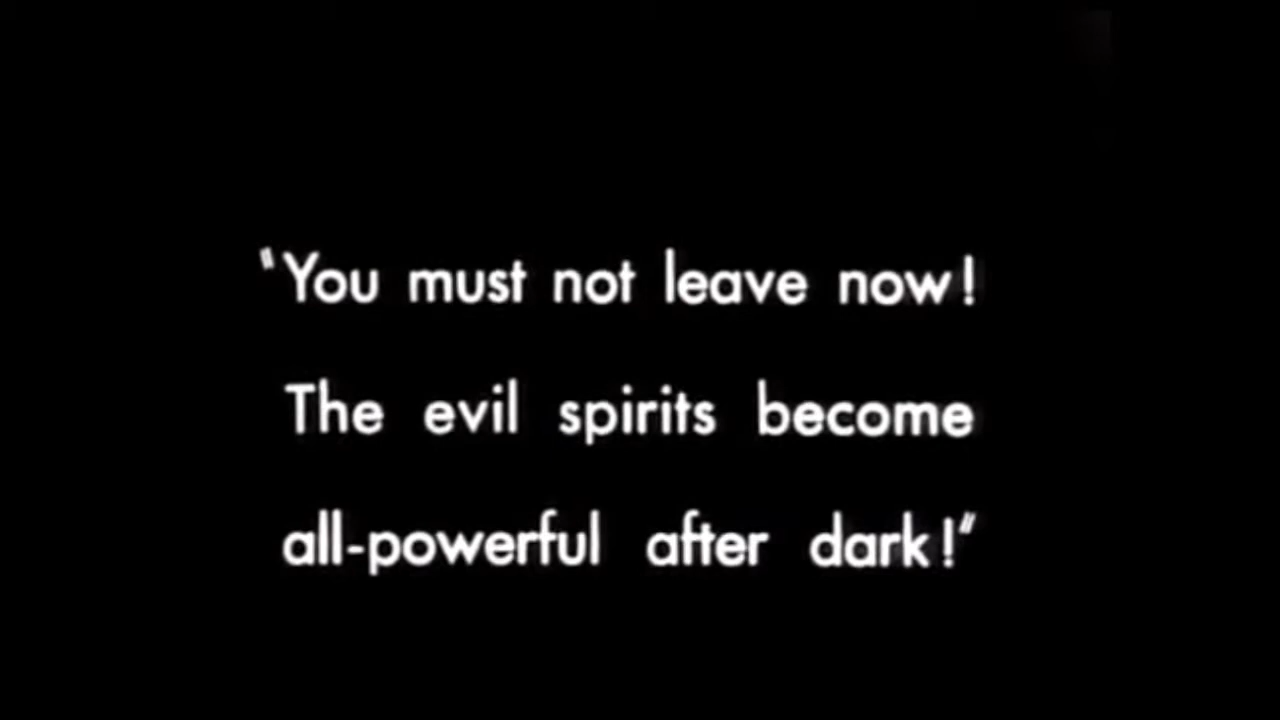 "You must not leave now!
The evil spirits become
all-powerful after dark!"